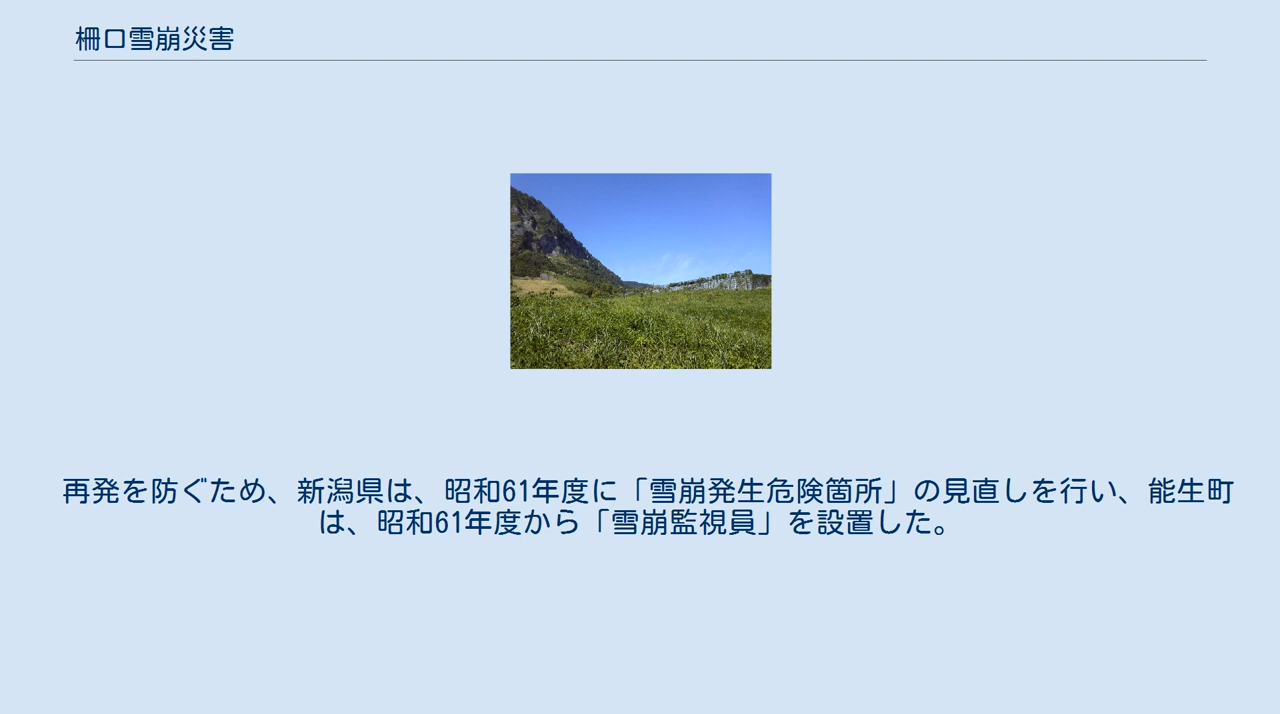 柵口雪崩災害
再発を防ぐため、新潟県は、昭和61年度に「雪崩発生危険箇所」の見直しを行い、能生町
は、昭和61年度から「雪崩監視員」を設置した。